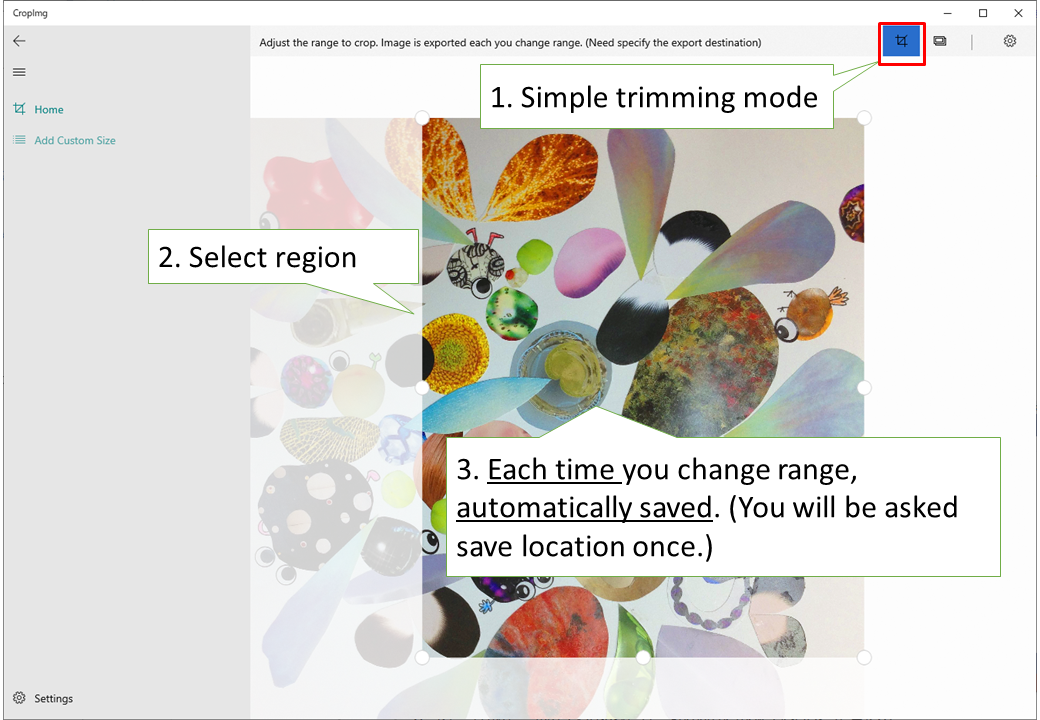 CropImg
Adjust the range to crop. Image is exported each you change range. (Need specify the export destination)
1. Simple trimming mode
Home
Add Custom Size
2. Select region
3. Each time you change range,
automatically saved. (You will be asked
save location once.)
Settings